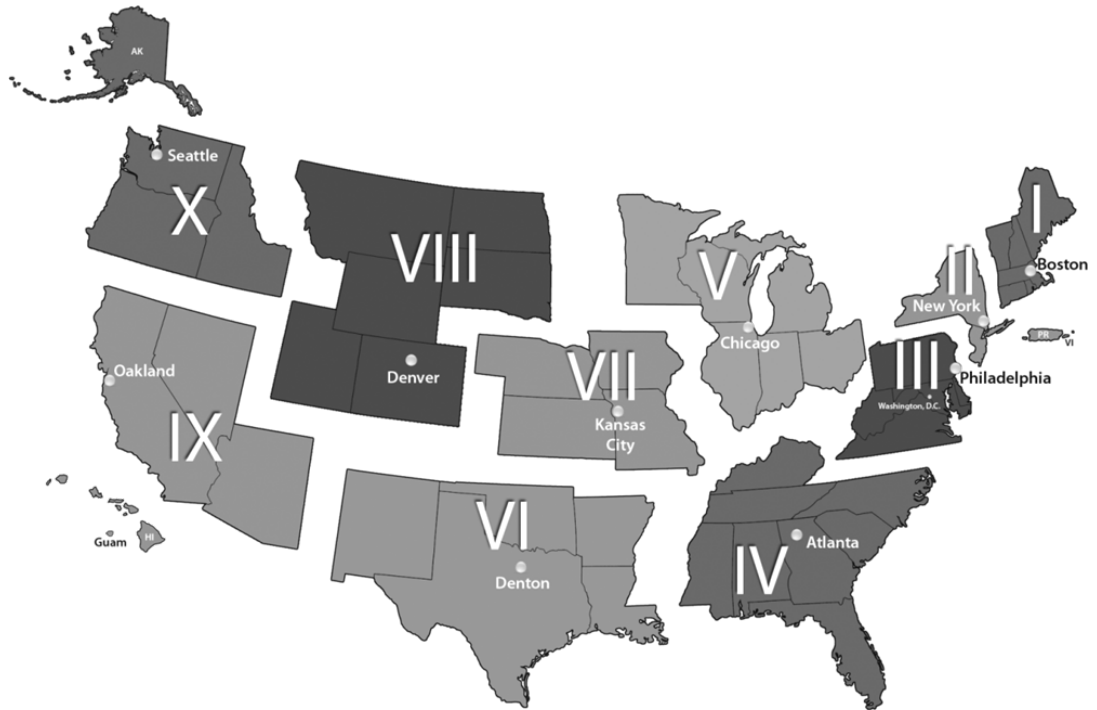 AK
Seattle
X
VIII
V
I
II
Boston
New York
PR
VI
Chicago
III
Philadelphia
Washington, D.C.
Oakland
Denver
VII
Kansas
City
IX
Guam
HI
VI
Denton
IV
Atlanta